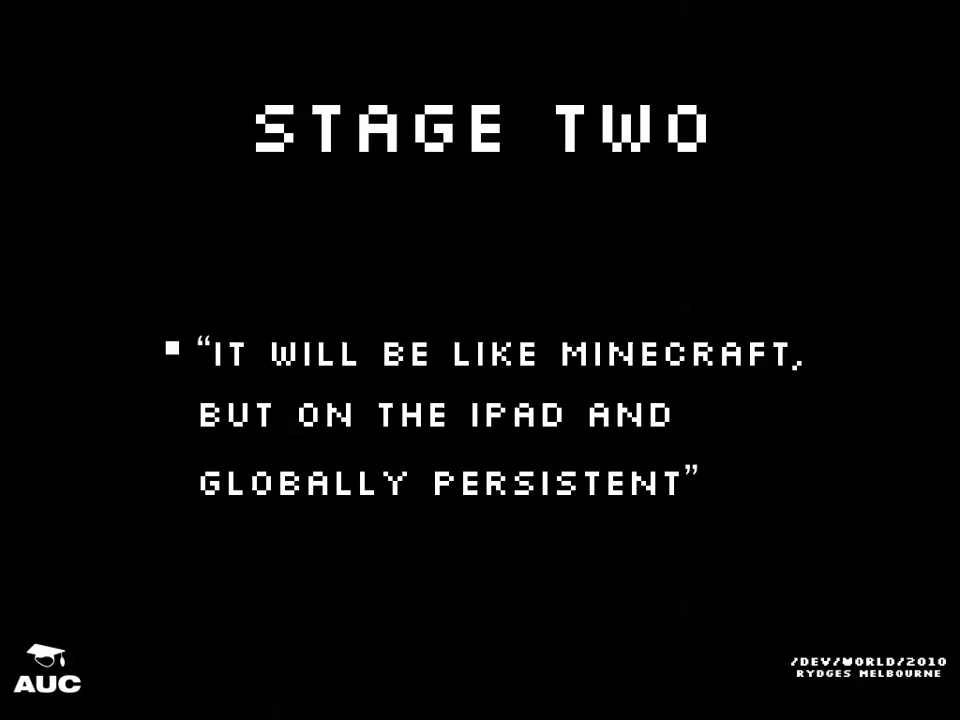 STAGE TWO
▪ “IT WILL BE LIKE MINECRAFT,
BUT ON THE IPAD AND
GLOBALLY PERSISTENT”
AUC
/DEV/WORLD/2010
RYDGES MELBOURNE